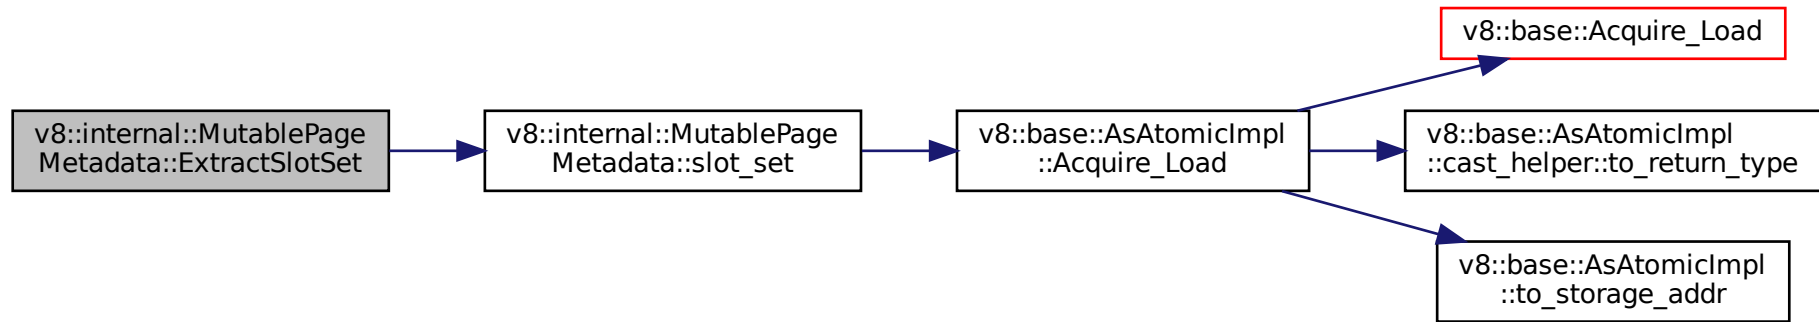 v8::internal::MutablePage
Metadata::ExtractSlotSet
v8::internal::MutablePage
Metadata::slot_set
v8::base::AsAtomicImpl
::Acquire_Load
v8::base::Acquire_Load
v8::base::AsAtomicImpl
::cast_helper::to_return_type
v8::base::AsAtomicImpl
::to_storage_addr